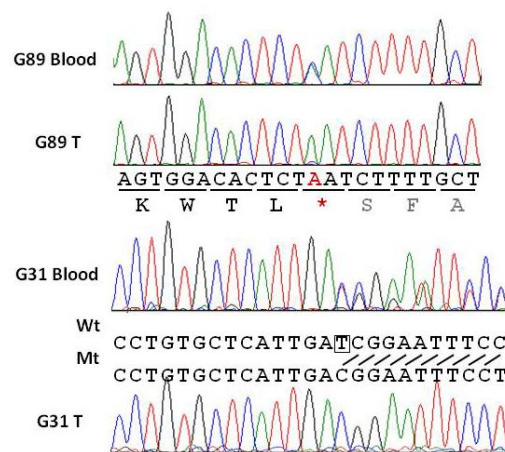 G89 Blood
G89 T
AGTGGACACTCTAATCTTTTGCT
K W T L * S F A
G31 Blood
Wt
CCTGTGCTCATTGATCGGAATTTCC
Mt
CCTGTGCTCATTGACGGAATTTCCT
G31 T